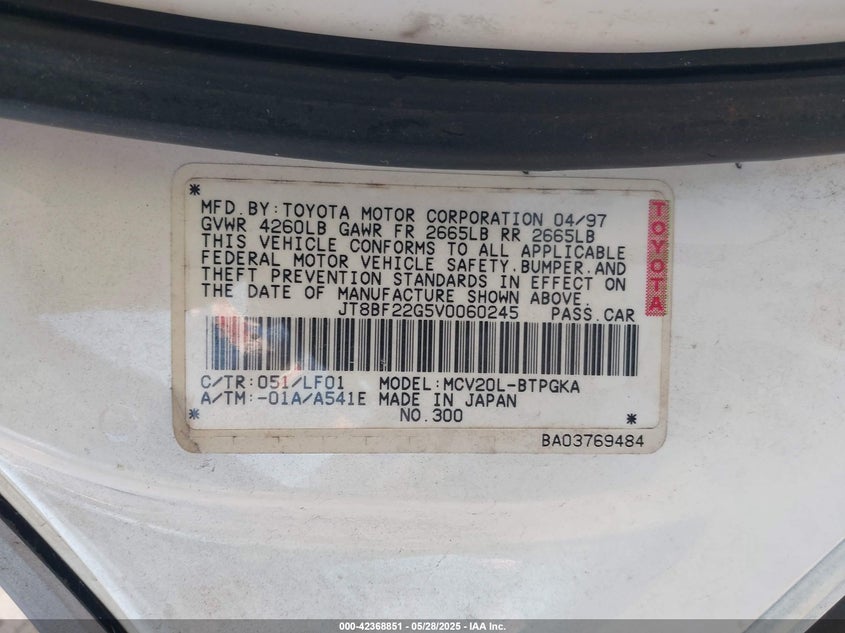 *
MFD.BY:TOYOTA MOTOR CORPORATION 04/97
GVWR 4260LB GAWR FR 2665LB RR 2665LB
THIS VEHICLE CONFORMS TO ALL APPLICABLE
FEDERAL MOTOR VEHICLE SAFETY.BUMPER.AND
THEFT PREVENTION STANDARDS IN EFFECT ON
THE DATE OF MANUFACTURE SHOWN ABOVE.
JT8BF22G5V0060245 PASS.CAR
TOYOTA
C/TR:051/LF01 MODEL:MCV20L-BTPGKA
A/TM:-01A/A541E MADE IN JAPAN
* NO.300 *
BA03769484
000-42368851 - 05/28/2025 - IAA Inc.